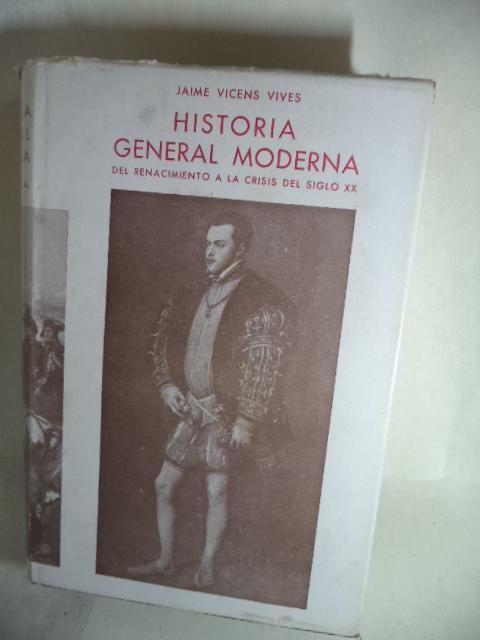 JAIME VICENS VIVES
HISTORIA
GENERAL MODERNA
DEL RENACIMIENTO A LA CRISIS DEL SIGLO XX